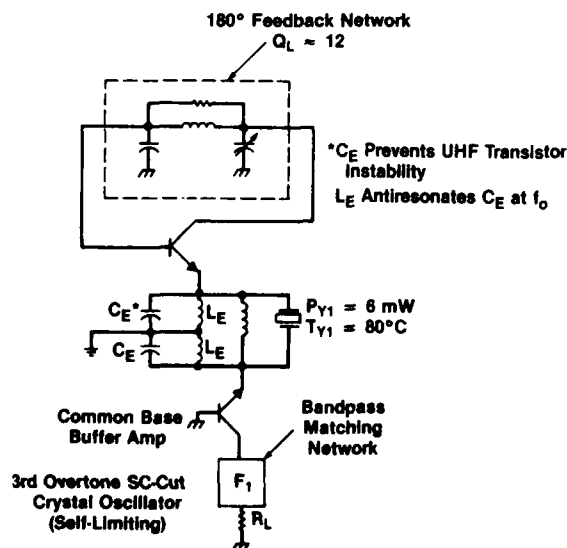 180° Feedback Network
Q_L ≈ 12
*C_E Prevents UHF Transistor
Instability
L_E Antiresonates C_E at f_o
C_E*
L_E
P_Y1 = 6 mW
T_Y1 = 80°C
C_E
L_E
Common Base
Buffer Amp
Bandpass
Matching
Network
F_1
3rd Overtone SC-Cut
Crystal Oscillator
(Self-Limiting)
R_L